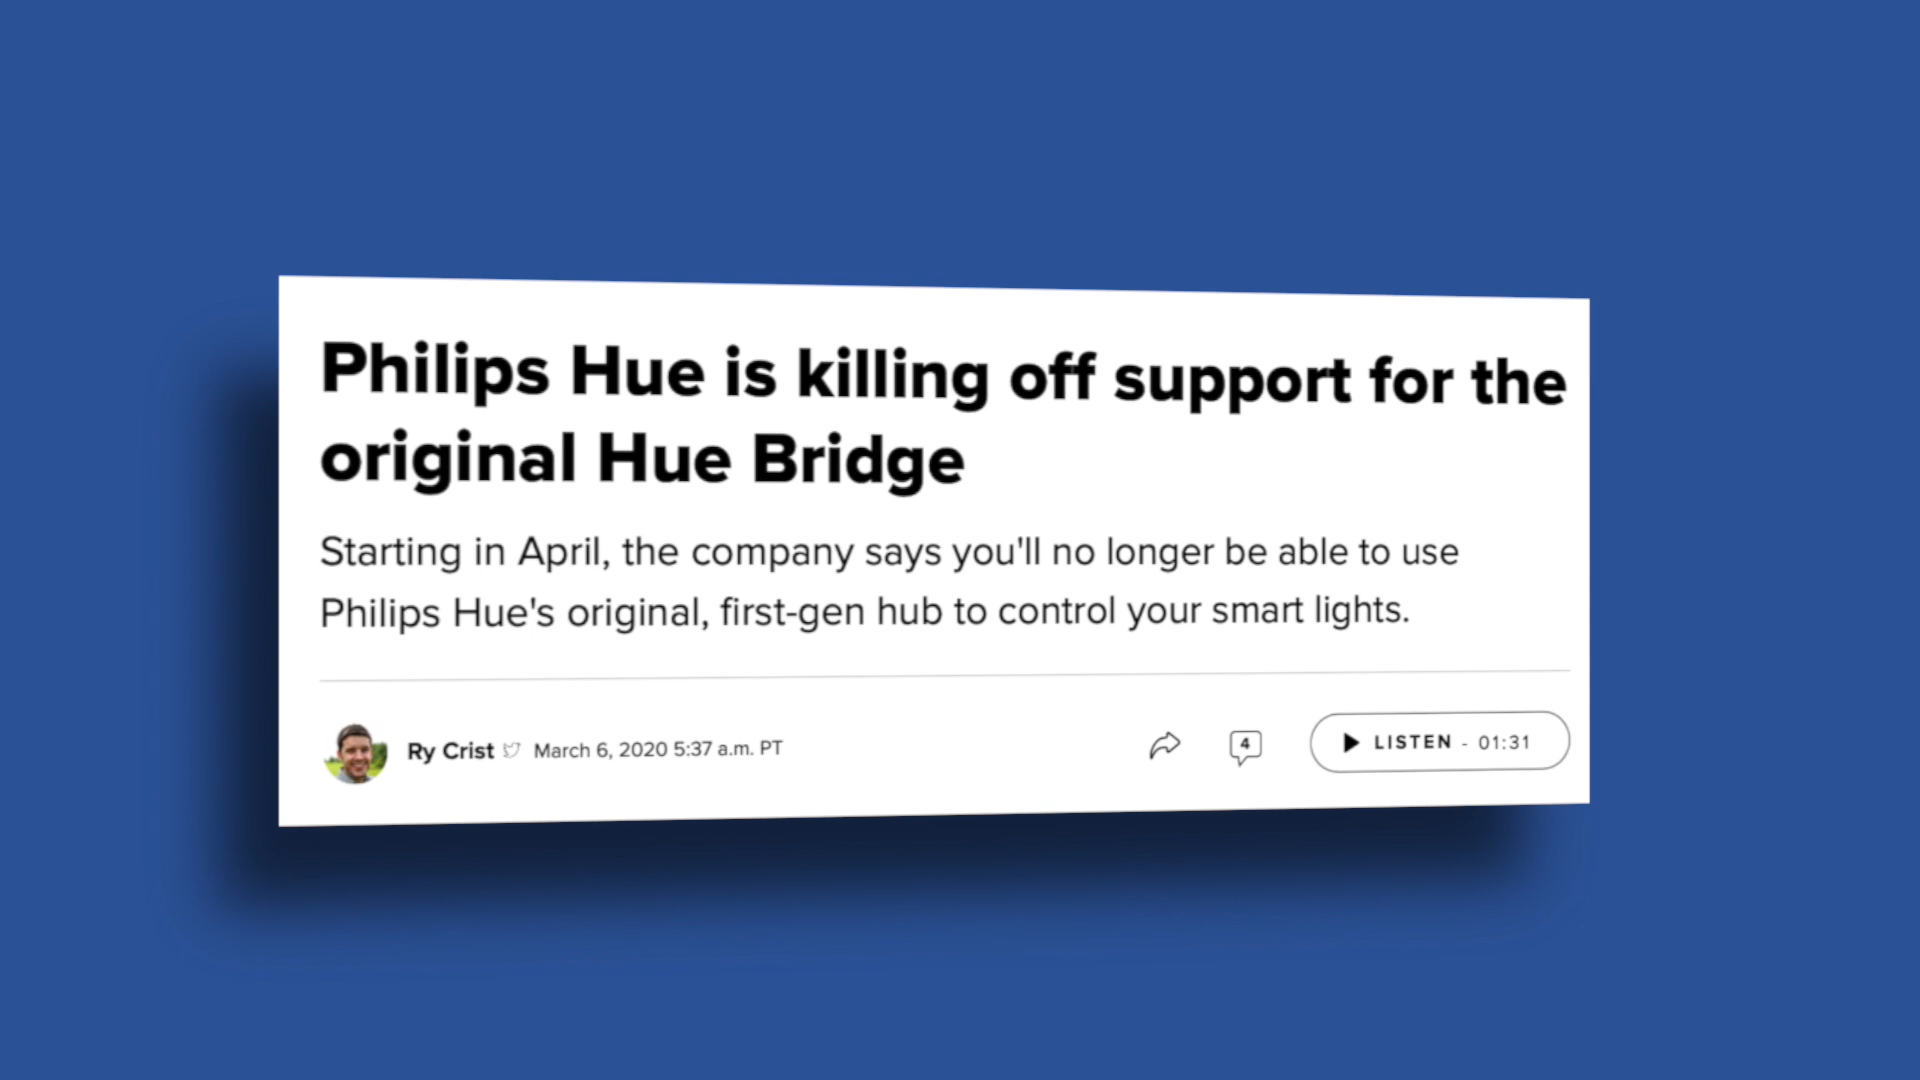 Philips Hue is killing off support for the
original Hue Bridge
Starting in April, the company says you'll no longer be able to use
Philips Hue's original, first-gen hub to control your smart lights.
Ry Crist March 6, 2020 5:37 a.m. PT
4
LISTEN - 01:31